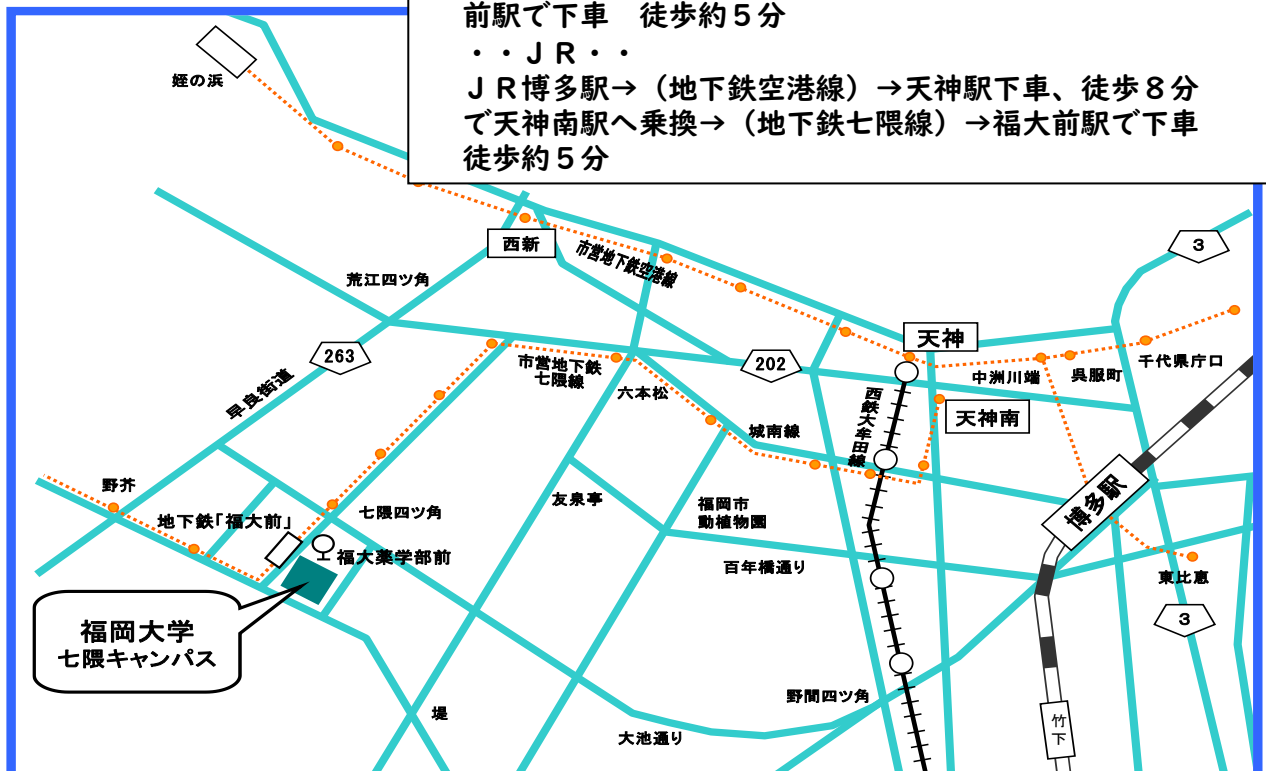 前駅で下車　徒歩約５分
・・ＪＲ・・
ＪＲ博多駅→（地下鉄空港線）→天神駅下車、徒歩８分
で天神南駅へ乗換→（地下鉄七隈線）→福大前駅で下車
徒歩約５分
姪の浜
西新
市営地下鉄空港線
3
荒江四ツ角
263
早良街道
市営地下鉄
七隈線
六本松
202
天神
中洲川端
呉服町
千代県庁口
西鉄大牟田線
天神南
城南線
野芥
地下鉄「福大前」
七隈四ツ角
友泉亭
福岡市
動植物園
博多駅
福大薬学部前
百年橋通り
東比恵
3
福岡大学
七隈キャンパス
野間四ツ角
堤
大池通り
竹下